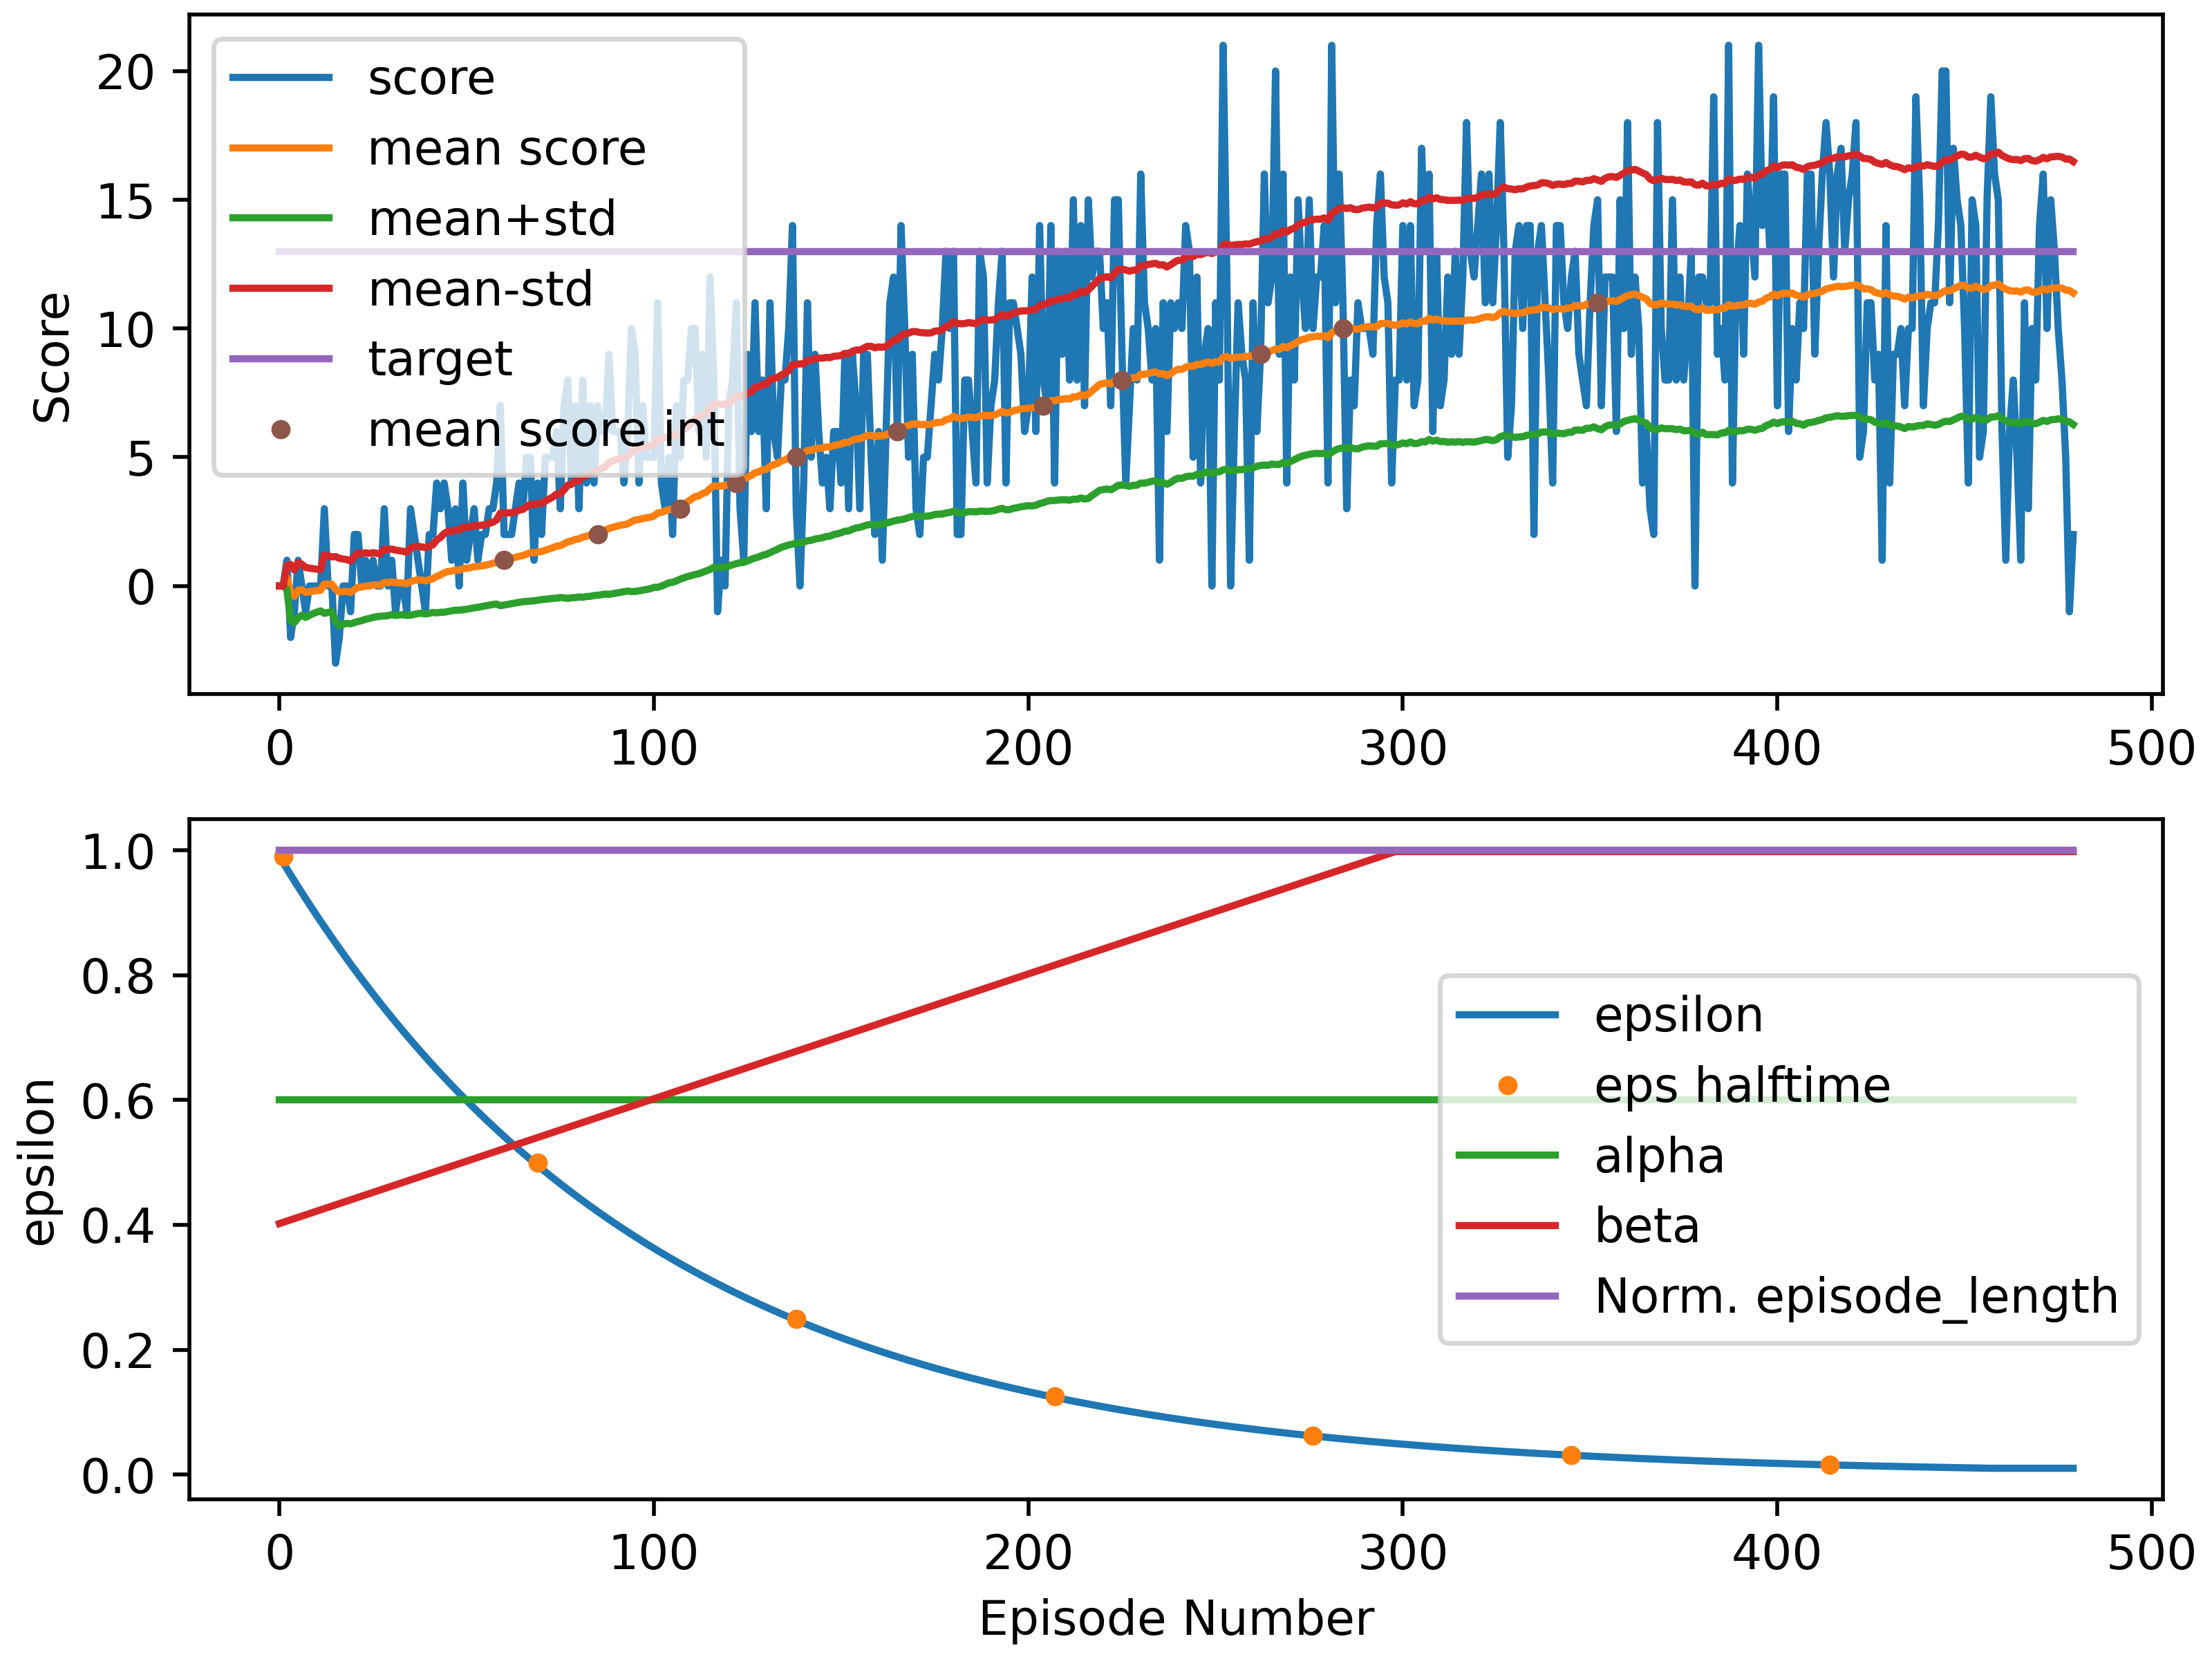 20
15
10
5
0
Score
score
mean score
mean+std
mean-std
target
mean score int
0 100 200 300 400 500
1.0
0.8
0.6
0.4
0.2
0.0
epsilon
epsilon
eps halftime
alpha
beta
Norm. episode_length
0 100 200 300 400 500
Episode Number